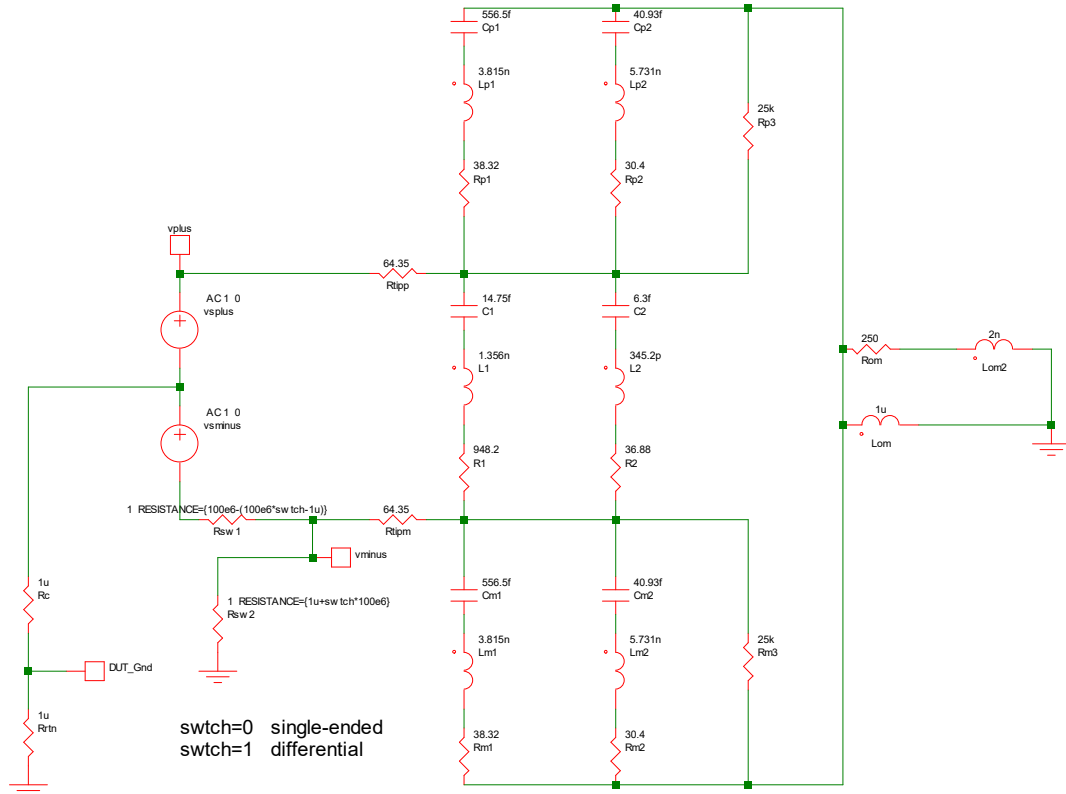 556.5f
Cp1
40.93f
Cp2
3.815n
Lp1
5.731n
Lp2
25k
Rp3
38.32
Rp1
30.4
Rp2
vplus
64.35
Rtipp
AC 1 0
vsplus
14.75f
C1
6.3f
C2
250
Rom
2n
Lom2
1.356n
L1
345.2p
L2
AC 1 0
vsminus
1u
Lom
948.2
R1
36.88
R2
1 RESISTANCE={100e6-(100e6*swtch-1u)}
Rsw1
64.35
Rtipm
vminus
1u
Rc
556.5f
Cm1
40.93f
Cm2
1 RESISTANCE={1u+swtch*100e6}
Rsw2
3.815n
Lm1
5.731n
Lm2
25k
Rm3
DUT_Gnd
1u
Rrtn
38.32
Rm1
30.4
Rm2
swtch=0 single-ended
swtch=1 differential